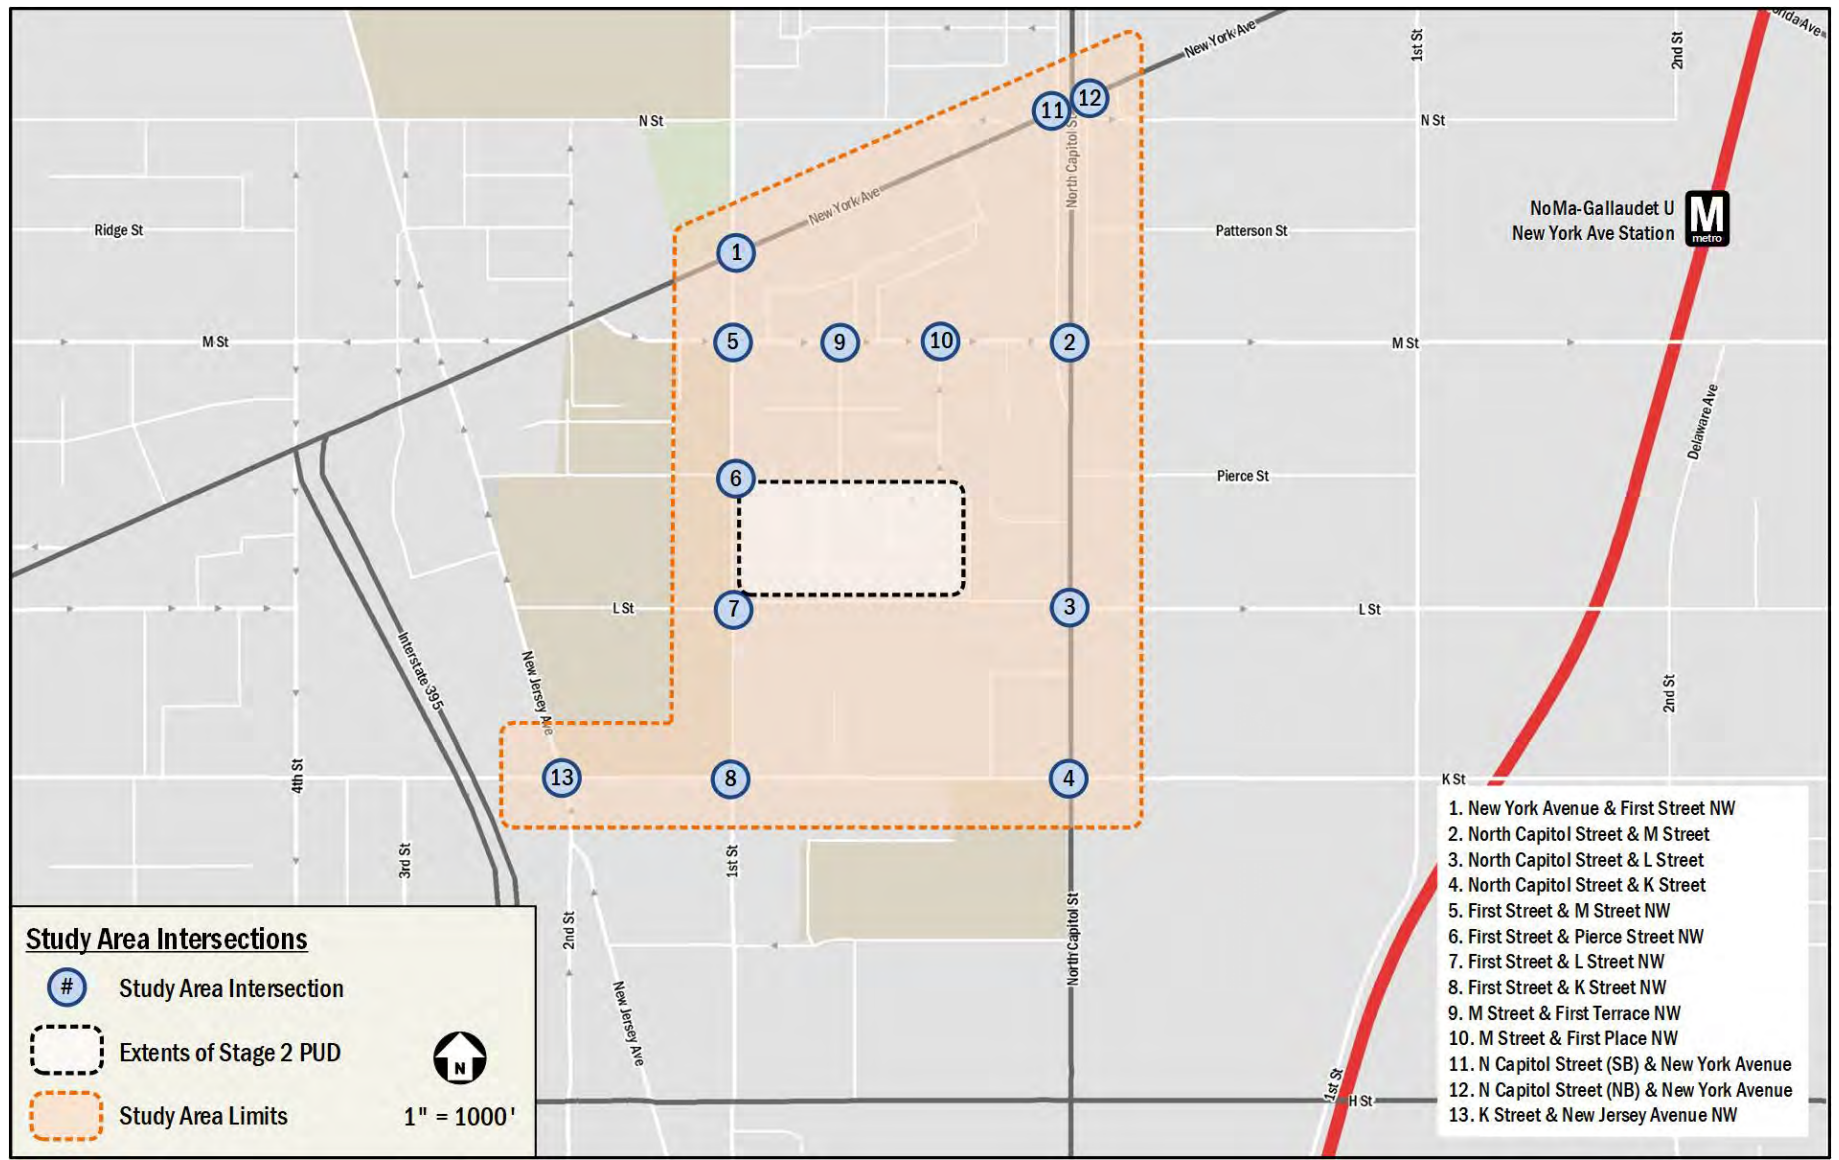 New York Ave
1st St
2nd St
rida Ave
12
11
N St
N St
North Capitol St
NoMa-Gallaudet U
New York Ave Station
M
metro
New York Ave
Ridge St
Patterson St
1
M St
5
9
10
2
M St
Delaware Ave
6
Pierce St
L St
7
3
L St
Interstate 395
New Jersey Ave
2nd St
4th St
13
8
4
K St
3rd St
1st St
2nd St
North Capitol St
New Jersey Ave
1st St
H St
1. New York Avenue & First Street NW
2. North Capitol Street & M Street
3. North Capitol Street & L Street
4. North Capitol Street & K Street
5. First Street & M Street NW
6. First Street & Pierce Street NW
7. First Street & L Street NW
8. First Street & K Street NW
9. M Street & First Terrace NW
10. M Street & First Place NW
11. N Capitol Street (SB) & New York Avenue
12. N Capitol Street (NB) & New York Avenue
13. K Street & New Jersey Avenue NW
Study Area Intersections
# Study Area Intersection
Extents of Stage 2 PUD
N
Study Area Limits
1" = 1000'